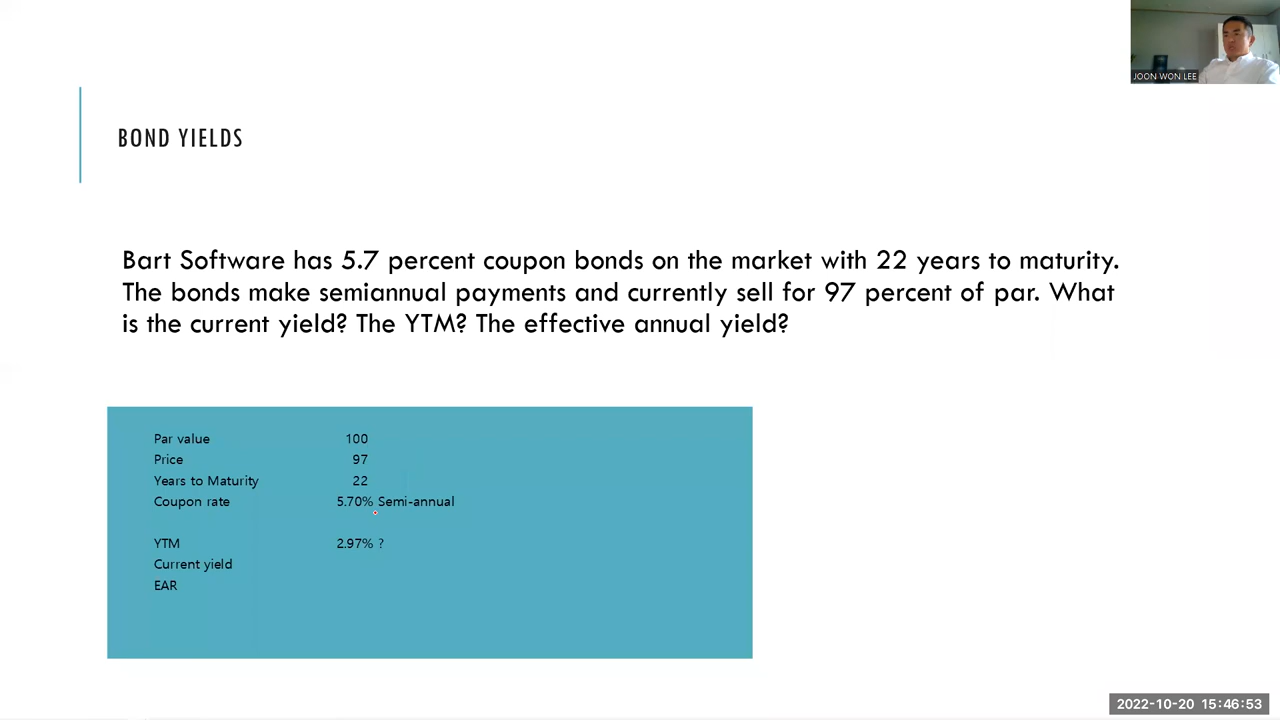 JOON WON LEE
BOND YIELDS
Bart Software has 5.7 percent coupon bonds on the market with 22 years to maturity.
The bonds make semiannual payments and currently sell for 97 percent of par. What
is the current yield? The YTM? The effective annual yield?
Par value 100
Price 97
Years to Maturity 22
Coupon rate 5.70% Semi-annual
YTM 2.97% ?
Current yield
EAR
2022-10-20 15:46:53